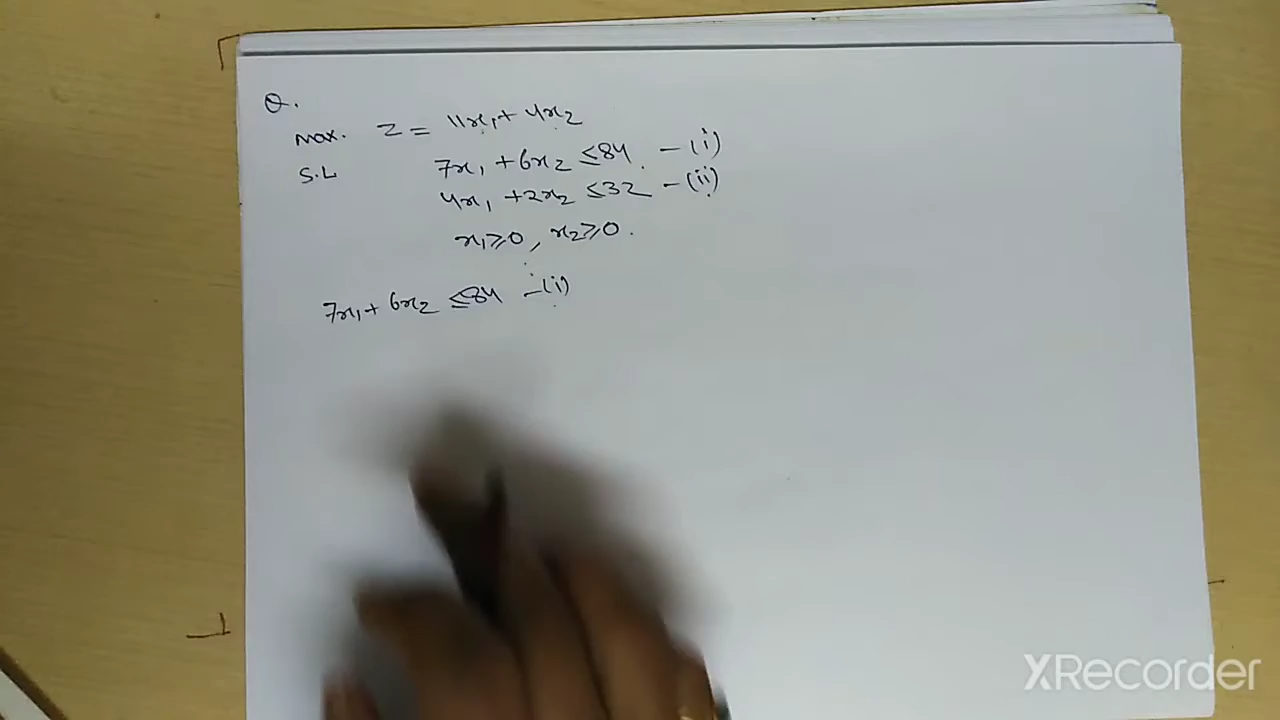 Q.
max. Z = 11x₁ + 4x₂
S.t 7x₁ + 6x₂ ≤ 84 – (i)
4x₁ + 2x₂ ≤ 32 – (ii)
x₁ ≥ 0, x₂ ≥ 0.
7x₁ + 6x₂ ≤ 84 – (i)
XRecorder